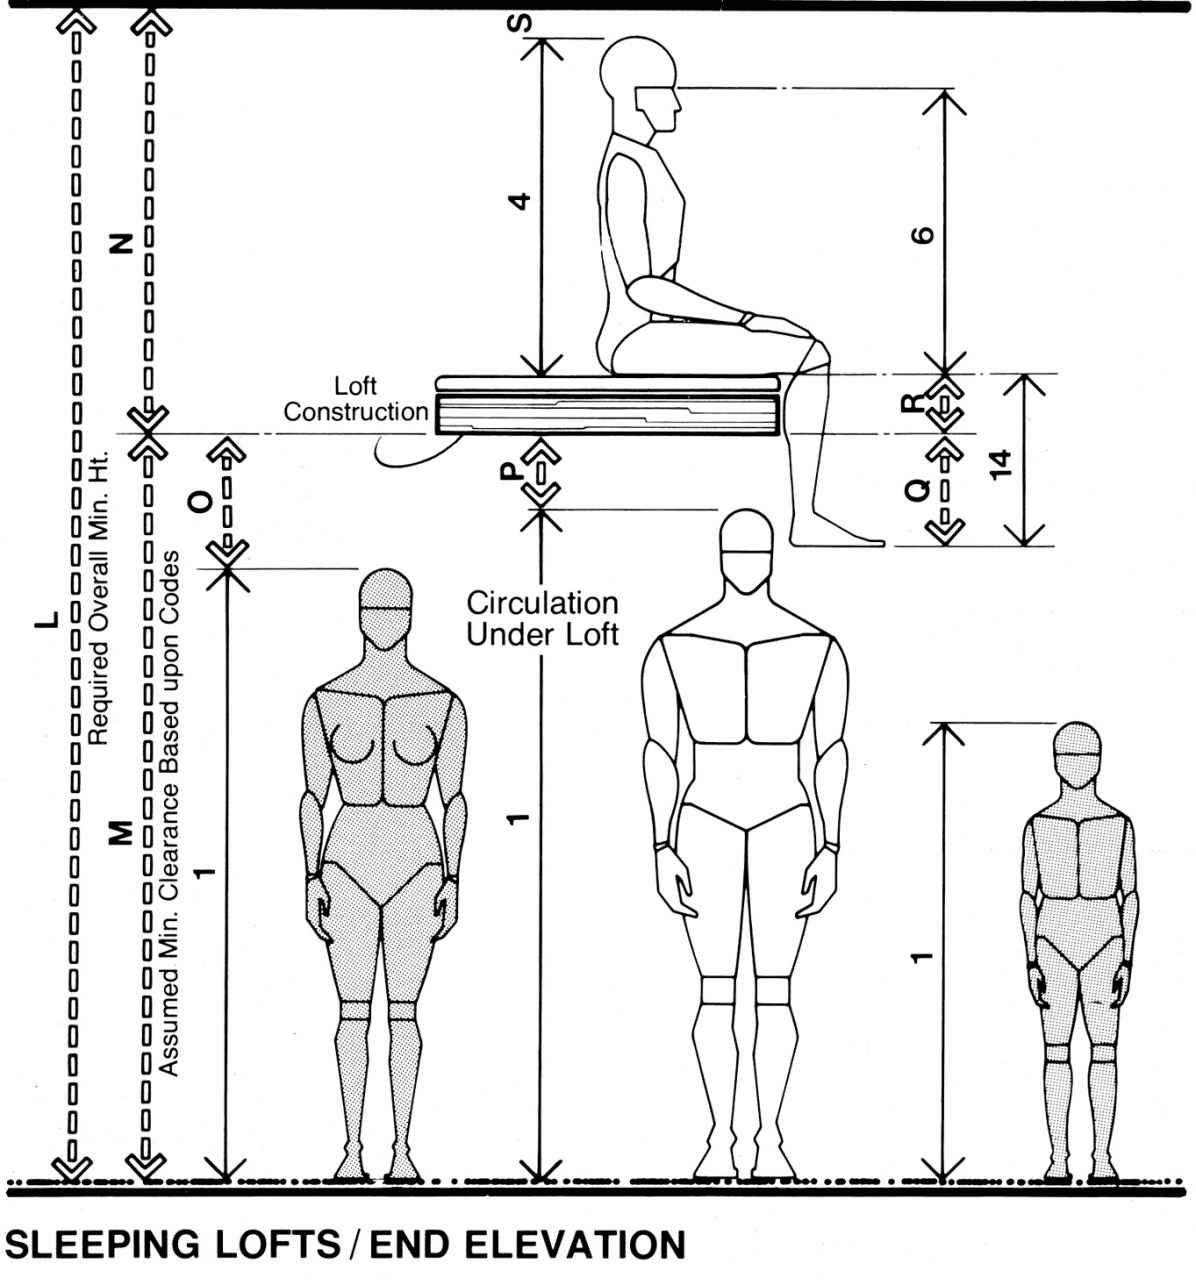 S
4
6
N
Loft
Construction
R
14
P
Q
O
Circulation
Under Loft
L
Required Overall Min. Ht.
M
Assumed Min. Clearance Based upon Codes
1
1
1
SLEEPING LOFTS / END ELEVATION